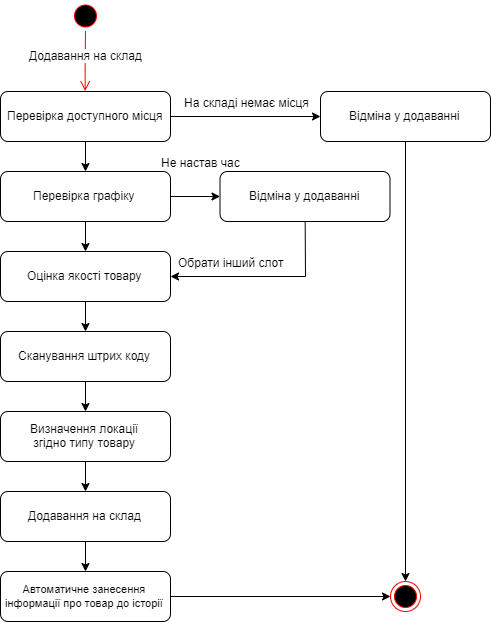 Додавання на склад
На складі немає місця
Перевірка доступного місця
Відміна у додаванні
Не настав час
Перевірка графіку
Відміна у додаванні
Обрати інший слот
Оцінка якості товару
Сканування штрих коду
Визначення локації
згідно типу товару
Додавання на склад
Автоматичне занесення
інформації про товар до історії